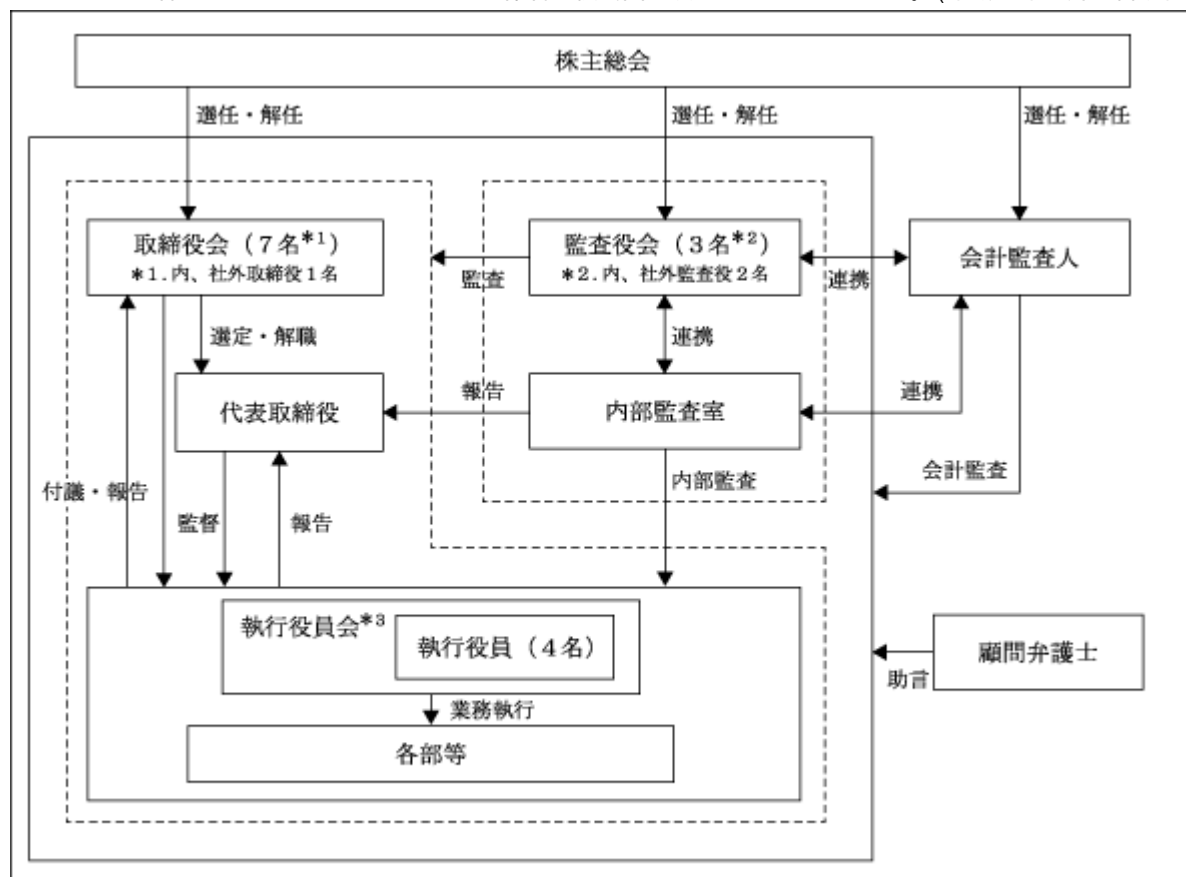 株主総会
選任・解任
選任・解任
選任・解任
取締役会（７名＊１）
＊１.内、社外取締役１名
監査役会（３名＊２）
＊２.内、社外監査役２名
会計監査人
監査
連携
選定・解職
連携
代表取締役
報告
内部監査室
連携
付議・報告
監督
報告
内部監査
会計監査
執行役員会＊３
執行役員（４名）
業務執行
各部等
顧問弁護士
助言